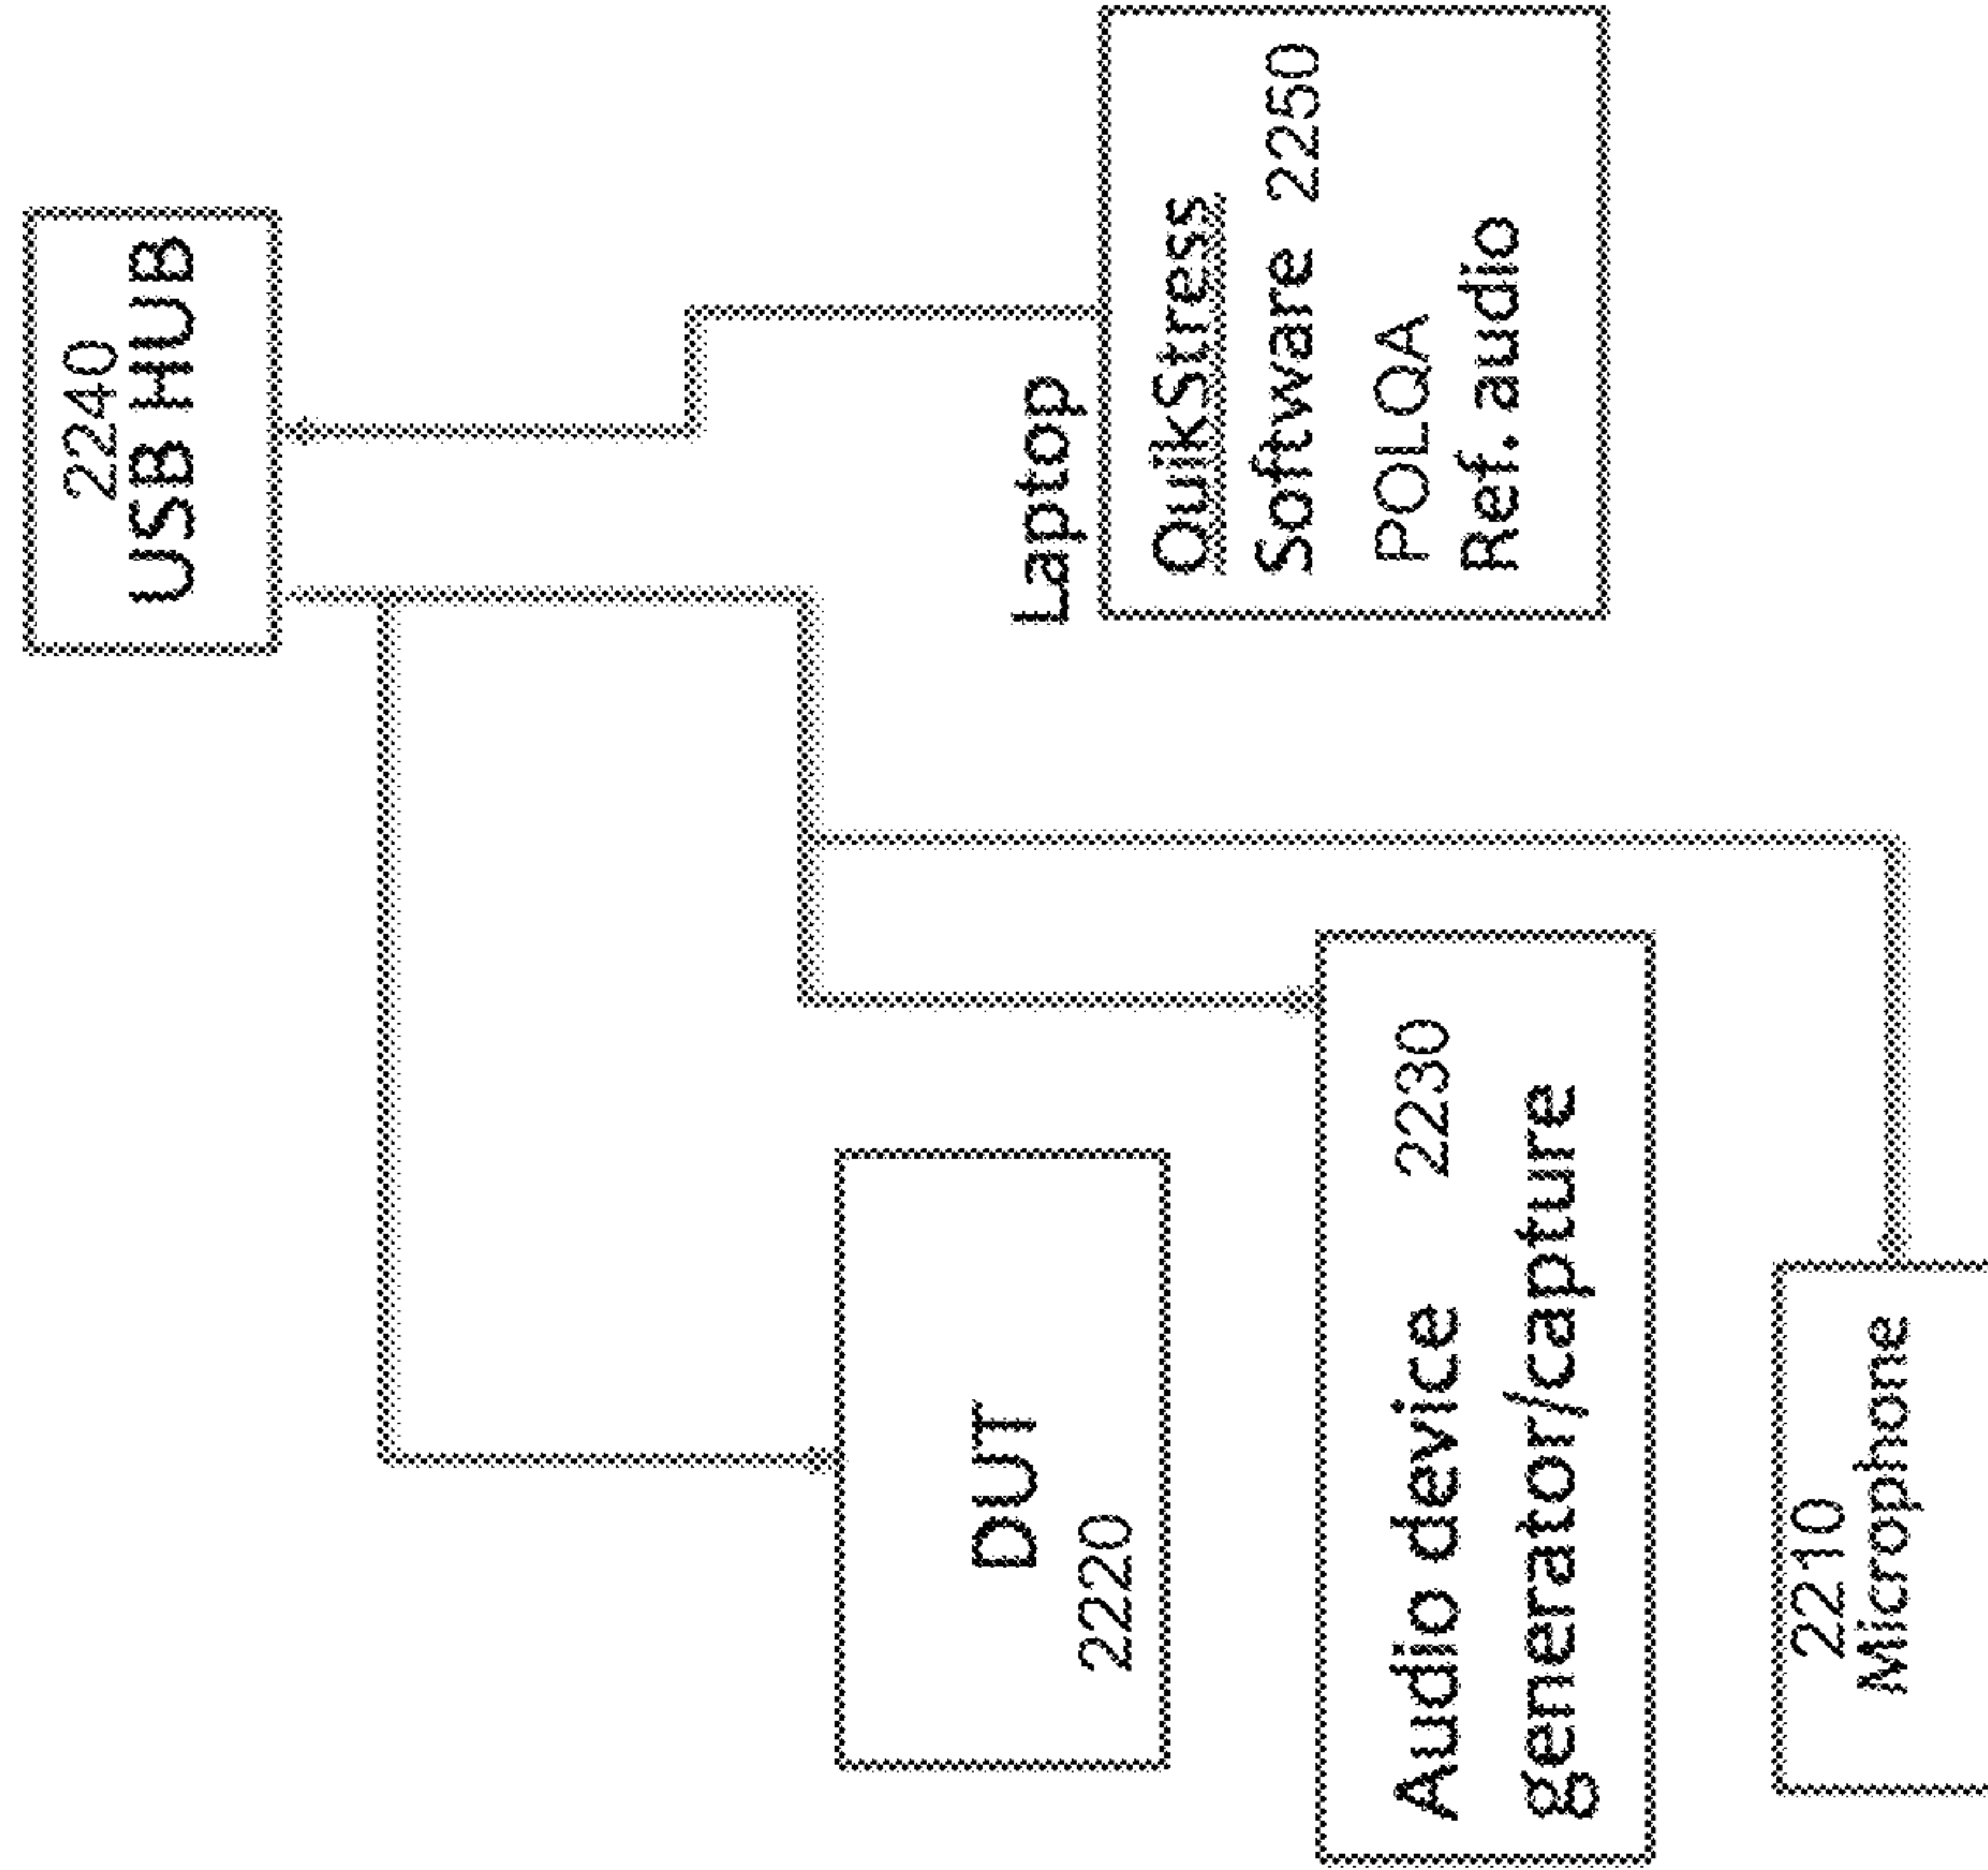 2240
USB HUB
DUT
2220
Laptop
QuikStress
Software 2250
POLQA
Ref. audio
Audio device 2230
generator/capture
2210
Microphone